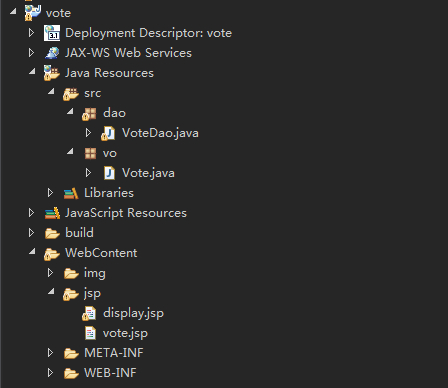 vote
Deployment Descriptor: vote
JAX-WS Web Services
Java Resources
src
dao
VoteDao.java
vo
Vote.java
Libraries
JavaScript Resources
build
WebContent
img
jsp
display.jsp
vote.jsp
META-INF
WEB-INF